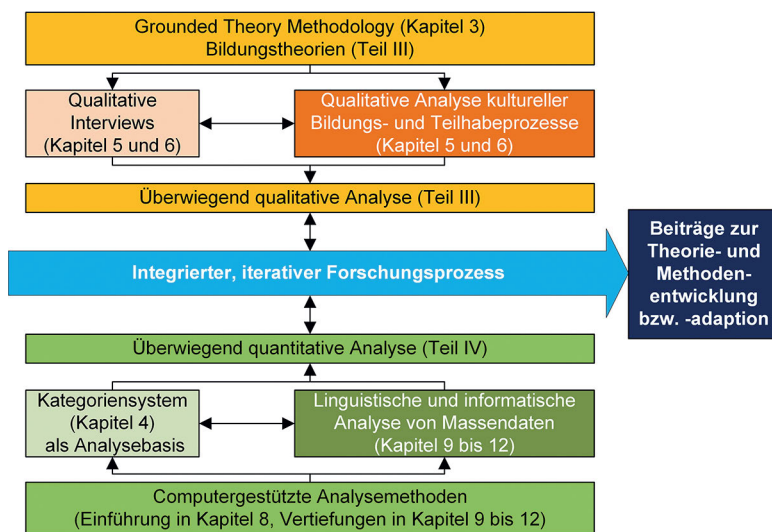 Grounded Theory Methodology (Kapitel 3)
Bildungstheorien (Teil III)
Qualitative
Interviews
(Kapitel 5 und 6)
Qualitative Analyse kultureller
Bildungs- und Teilhabeprozesse
(Kapitel 5 und 6)
Überwiegend qualitative Analyse (Teil III)
Integrierter, iterativer Forschungsprozess
Beiträge zur
Theorie- und
Methoden-
entwicklung
bzw. -adaption
Überwiegend quantitative Analyse (Teil IV)
Kategoriensystem
(Kapitel 4)
als Analysebasis
Linguistische und informatische
Analyse von Massendaten
(Kapitel 9 bis 12)
Computergestützte Analysemethoden
(Einführung in Kapitel 8, Vertiefungen in Kapitel 9 bis 12)